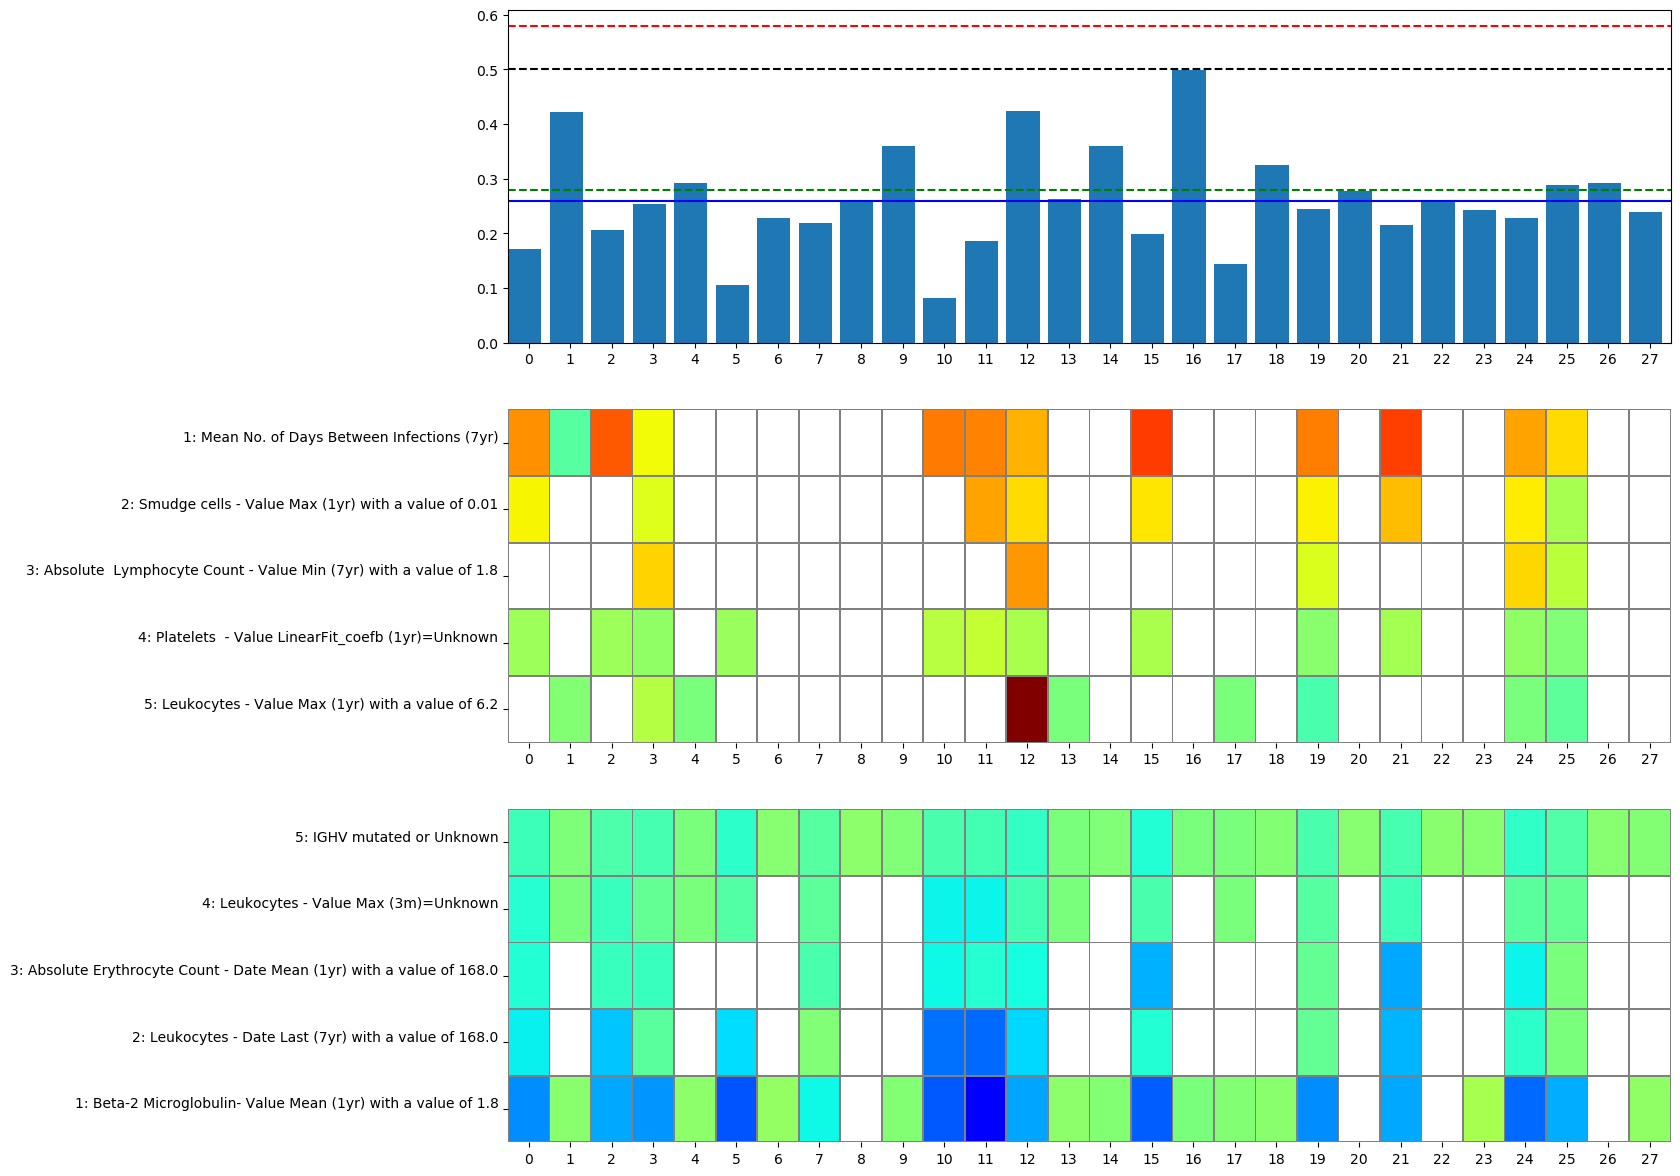 0.6
0.5
0.4
0.3
0.2
0.1
0.0
0 1 2 3 4 5 6 7 8 9 10 11 12 13 14 15 16 17 18 19 20 21 22 23 24 25 26 27
1: Mean No. of Days Between Infections (7yr)
2: Smudge cells - Value Max (1yr) with a value of 0.01
3: Absolute  Lymphocyte Count - Value Min (7yr) with a value of 1.8
4: Platelets  - Value LinearFit_coefb (1yr)=Unknown
5: Leukocytes - Value Max (1yr) with a value of 6.2
0 1 2 3 4 5 6 7 8 9 10 11 12 13 14 15 16 17 18 19 20 21 22 23 24 25 26 27
5: IGHV mutated or Unknown
4: Leukocytes - Value Max (3m)=Unknown
3: Absolute Erythrocyte Count - Date Mean (1yr) with a value of 168.0
2: Leukocytes - Date Last (7yr) with a value of 168.0
1: Beta-2 Microglobulin- Value Mean (1yr) with a value of 1.8
0 1 2 3 4 5 6 7 8 9 10 11 12 13 14 15 16 17 18 19 20 21 22 23 24 25 26 27